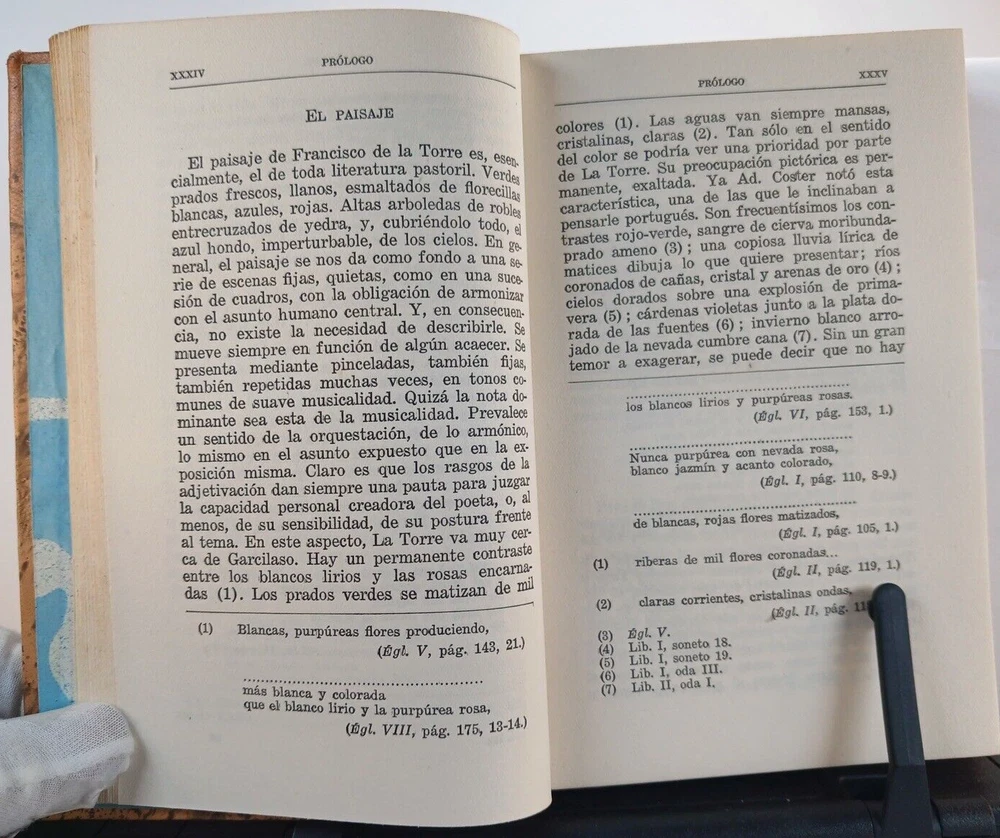 XXXIV
PRÓLOGO
EL PAISAJE
El paisaje de Francisco de la Torre es, esen-
cialmente, el de toda literatura pastoril. Verdes
prados frescos, llanos, esmaltados de florecillas
blancas, azules, rojas. Altas arboledas de robles
entrecruzados de yedra, y, cubriéndolo todo, el
azul hondo, imperturbable, de los cielos. En ge-
neral, el paisaje se nos da como fondo a una se-
rie de escenas fijas, quietas, como en una suce-
sión de cuadros, con la obligación de armonizar
con el asunto humano central. Y, en consecuen-
cia, no existe la necesidad de describirle. Se
mueve siempre en función de algún acaecer. Se
presenta mediante pinceladas, también fijas,
también repetidas muchas veces, en tonos co-
munes de suave musicalidad. Quizá la nota do-
minante sea esta de la musicalidad. Prevalece
un sentido de la orquestación, de lo armónico,
lo mismo en el asunto expuesto que en la ex-
posición misma. Claro es que los rasgos de la
adjetivación dan siempre una pauta para juzgar
la capacidad personal creadora del poeta, o, al
menos, de su sensibilidad, de su postura frente
al tema. En este aspecto, La Torre va muy cer-
ca de Garcilaso. Hay un permanente contraste
entre los blancos lirios y las rosas encarna-
das (1). Los prados verdes se matizan de mil
(1) Blancas, purpúreas flores produciendo,
(Égl. V, pág. 143, 21.)
................................................
más blanca y colorada
que el blanco lirio y la purpúrea rosa,
(Égl. VIII, pág. 175, 13-14.)
PRÓLOGO
XXXV
colores (1). Las aguas van siempre mansas,
cristalinas, claras (2). Tan sólo en el sentido
del color se podría ver una prioridad por parte
de La Torre. Su preocupación pictórica es per-
manente, exaltada. Ya Ad. Coster notó esta
característica, una de las que le inclinaban a
pensarle portugués. Son frecuentísimos los con-
trastes rojo-verde, sangre de cierva moribunda-
prado ameno (3) ; una copiosa lluvia lírica de
matices dibuja lo que quiere presentar; ríos
coronados de cañas, cristal y arenas de oro (4) ;
cielos dorados sobre una explosión de prima-
vera (5) ; cárdenas violetas junto a la plata do-
rada de las fuentes (6) ; invierno blanco arro-
jado de la nevada cumbre cana (7). Sin un gran
temor a exagerar, se puede decir que no hay
................................................
los blancos lirios y purpúreas rosas.
(Égl. VI, pág. 153, 1.)
................................................
Nunca purpúrea con nevada rosa,
blanco jazmín y acanto colorado,
(Égl. I, pág. 110, 8-9.)
................................................
de blancas, rojas flores matizados,
(Égl. I, pág. 105, 1.)
(1) riberas de mil flores coronadas...
(Égl. II, pág. 119, 1.)
(2) claras corrientes, cristalinas ondas,
(Égl. II, pág.
(3) Égl. V.
(4) Lib. I, soneto 18.
(5) Lib. I, soneto 19.
(6) Lib. I, oda III.
(7) Lib. II, oda I.